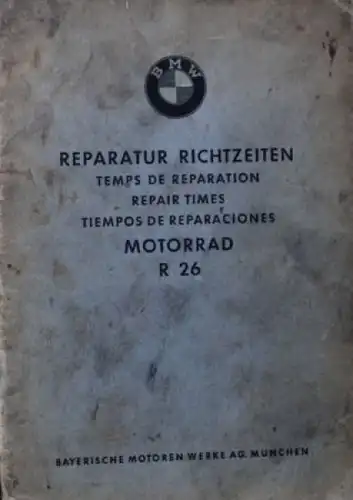 BMW
REPARATUR RICHTZEITEN
TEMPS DE REPARATION
REPAIR TIMES
TIEMPOS DE REPARACIONES
MOTORRAD
R 26
BAYERISCHE MOTOREN WERKE AG. MÜNCHEN